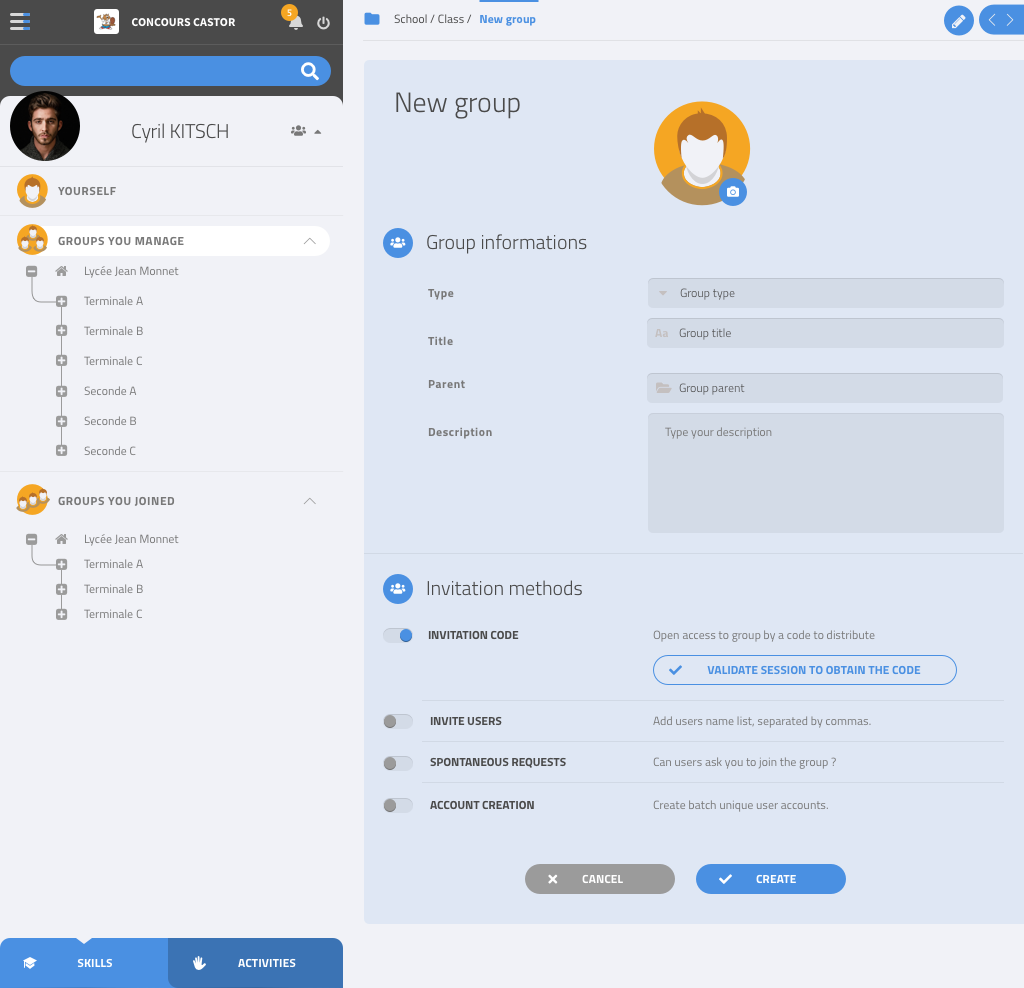 CONCOURS CASTOR
5
School / Class / New group
Cyril KITSCH
YOURSELF
GROUPS YOU MANAGE
Lycée Jean Monnet
Terminale A
Terminale B
Terminale C
Seconde A
Seconde B
Seconde C
GROUPS YOU JOINED
Lycée Jean Monnet
Terminale A
Terminale B
Terminale C
SKILLS
ACTIVITIES
New group
Group informations
Type
Group type
Title
Aa Group title
Parent
Group parent
Description
Type your description
Invitation methods
INVITATION CODE
Open access to group by a code to distribute
VALIDATE SESSION TO OBTAIN THE CODE
INVITE USERS
Add users name list, separated by commas.
SPONTANEOUS REQUESTS
Can users ask you to join the group ?
ACCOUNT CREATION
Create batch unique user accounts.
CANCEL
CREATE